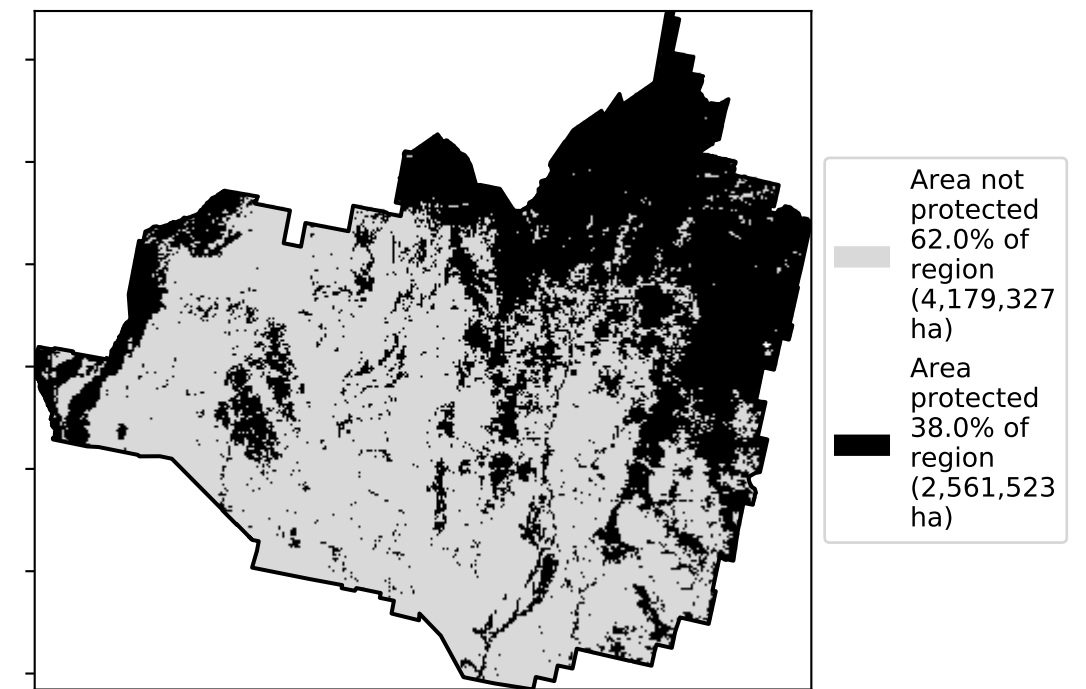 Area not
protected
62.0% of
region
(4,179,327
ha)
Area
protected
38.0% of
region
(2,561,523
ha)